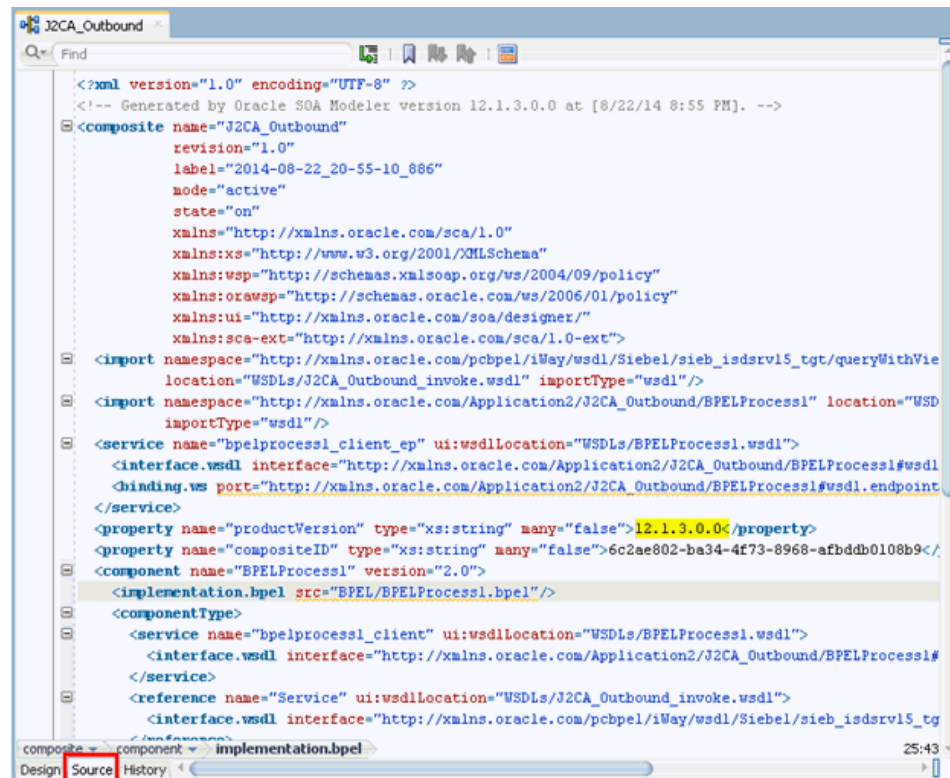 J2CA_Outbound
Find
<?xml version="1.0" encoding="UTF-8" ?>
<!-- Generated by Oracle SOA Modeler version 12.1.3.0.0 at [8/22/14 8:55 PM]. -->
<composite name="J2CA_Outbound"
revision="1.0"
label="2014-08-22_20-55-10_886"
mode="active"
state="on"
xmlns="http://xmlns.oracle.com/sca/1.0"
xmlns:xs="http://www.w3.org/2001/XMLSchema"
xmlns:wsp="http://schemas.xmlsoap.org/ws/2004/09/policy"
xmlns:orawsp="http://schemas.oracle.com/ws/2006/01/policy"
xmlns:ui="http://xmlns.oracle.com/soa/designer/"
xmlns:sca-ext="http://xmlns.oracle.com/sca/1.0-ext">
<import namespace="http://xmlns.oracle.com/pcbpel/iWay/wsdl/Siebel/sieb_isdsrv15_tgt/queryWithVie
location="WSDLs/J2CA_Outbound_invoke.wsdl" importType="wsdl"/>
<import namespace="http://xmlns.oracle.com/Application2/J2CA_Outbound/BPELProcess1" location="WSD
importType="wsdl"/>
<service name="bpelprocess1_client_ep" ui:wsdlLocation="WSDLs/BPELProcess1.wsdl">
<interface.wsdl interface="http://xmlns.oracle.com/Application2/J2CA_Outbound/BPELProcess1#wsdl
<binding.ws port="http://xmlns.oracle.com/Application2/J2CA_Outbound/BPELProcess1#wsdl.endpoint
</service>
<property name="productVersion" type="xs:string" many="false">12.1.3.0.0</property>
<property name="compositeID" type="xs:string" many="false">6c2ae802-ba34-4f73-8968-afbddb0108b9</
<component name="BPELProcess1" version="2.0">
<implementation.bpel src="BPEL/BPELProcess1.bpel"/>
<componentType>
<service name="bpelprocess1_client" ui:wsdlLocation="WSDLs/BPELProcess1.wsdl">
<interface.wsdl interface="http://xmlns.oracle.com/Application2/J2CA_Outbound/BPELProcess1#
</service>
<reference name="Service" ui:wsdlLocation="WSDLs/J2CA_Outbound_invoke.wsdl">
<interface.wsdl interface="http://xmlns.oracle.com/pcbpel/iWay/wsdl/Siebel/sieb_isdsrv15_tg
</reference>
composite component implementation.bpel 25:43
Design Source History